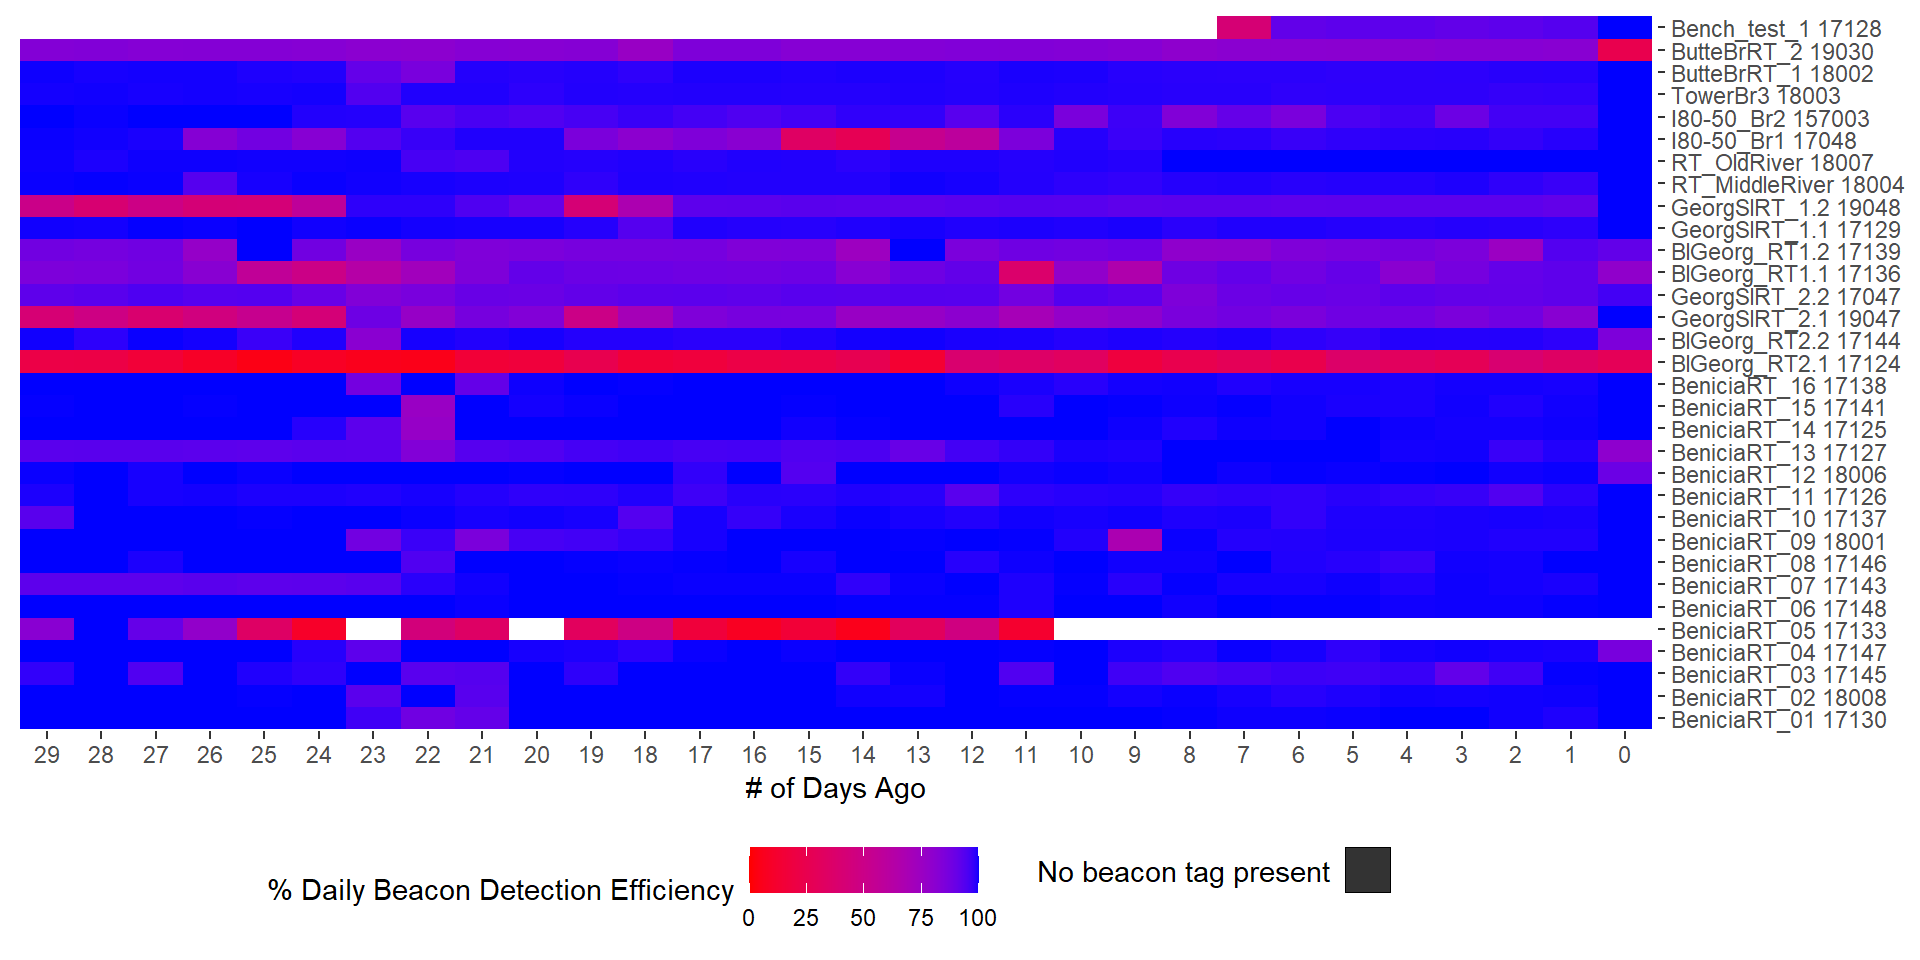 Bench_test_1 17128
ButteBrRT_2 19030
ButteBrRT_1 18002
TowerBr3 18003
I80-50_Br2 157003
I80-50_Br1 17048
RT_OldRiver 18007
RT_MiddleRiver 18004
GeorgSlRT_1.2 19048
GeorgSlRT_1.1 17129
BlGeorg_RT1.2 17139
BlGeorg_RT1.1 17136
GeorgSlRT_2.2 17047
GeorgSlRT_2.1 19047
BlGeorg_RT2.2 17144
BlGeorg_RT2.1 17124
BeniciaRT_16 17138
BeniciaRT_15 17141
BeniciaRT_14 17125
BeniciaRT_13 17127
BeniciaRT_12 18006
BeniciaRT_11 17126
BeniciaRT_10 17137
BeniciaRT_09 18001
BeniciaRT_08 17146
BeniciaRT_07 17143
BeniciaRT_06 17148
BeniciaRT_05 17133
BeniciaRT_04 17147
BeniciaRT_03 17145
BeniciaRT_02 18008
BeniciaRT_01 17130
29 28 27 26 25 24 23 22 21 20 19 18 17 16 15 14 13 12 11 10 9 8 7 6 5 4 3 2 1 0
# of Days Ago
% Daily Beacon Detection Efficiency
0 25 50 75 100
No beacon tag present